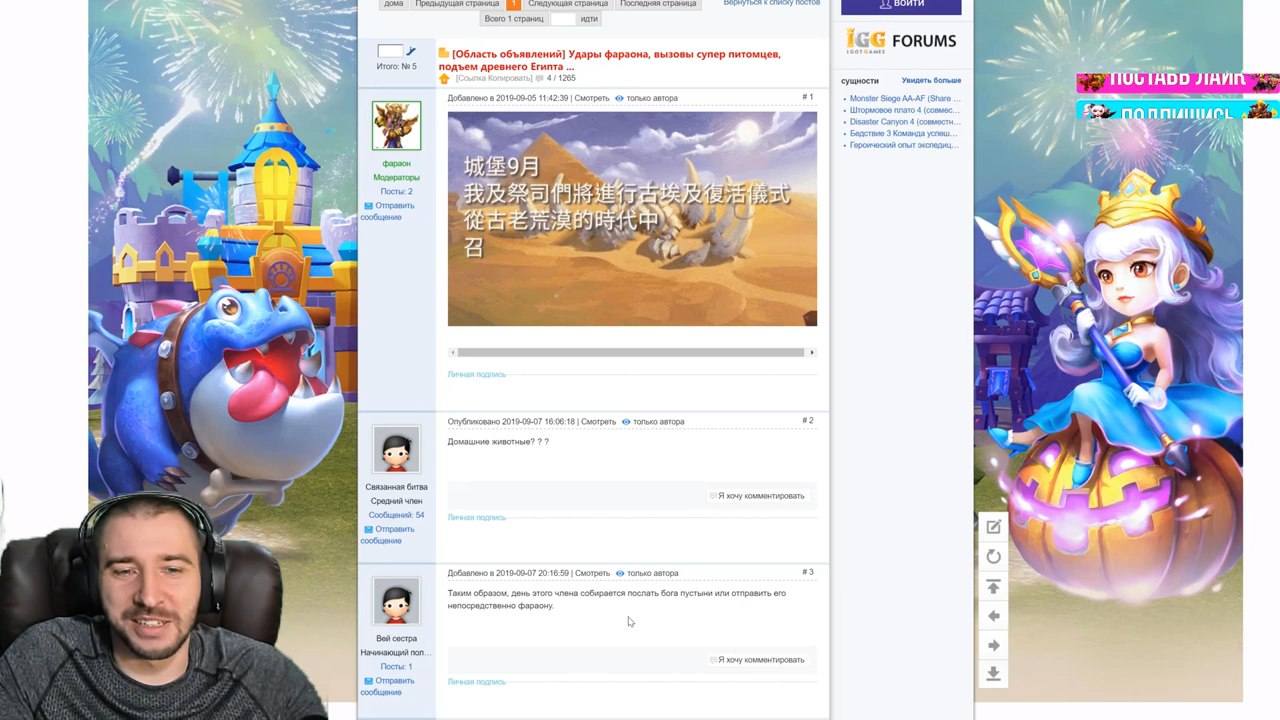 дома
Предыдущая страница
1
Следующая страница
Последняя страница
Вернуться к списку постов
Всего 1 страниц
идти
ВОЙТИ
IGG FORUMS
I GOT GAMES
сущности
Увидеть больше
Monster Siege AA-AF (Share ...
Штормовое плато 4 (совмес...
Disaster Canyon 4 (совместн...
Бедствие 3 Команда успеш...
Героический опыт экспедиц...
ПОСТАВЬ ЛАЙК
ПОДПИШИСЬ
Итого: № 5
[Область объявлений] Удары фараона, вызовы супер питомцев,
подъем древнего Египта ...
[Ссылка Копировать] 4 / 1265
фараон
Модераторы
Посты: 2
Отправить
сообщение
Добавлено в 2019-09-05 11:42:39 | Смотреть только автора
# 1
城堡9月
我及祭司們將進行古埃及復活儀式
從古老荒漠的時代中
召
Личная подпись
Связанная битва
Средний член
Сообщений: 54
Отправить
сообщение
Опубликовано 2019-09-07 16:06:18 | Смотреть только автора
# 2
Домашние животные? ? ?
Я хочу комментировать
Личная подпись
Вей сестра
Начинающий пол...
Посты: 1
Отправить
сообщение
Добавлено в 2019-09-07 20:16:59 | Смотреть только автора
# 3
Таким образом, день этого члена собирается послать бога пустыни или отправить его
непосредственно фараону.
Я хочу комментировать
Личная подпись